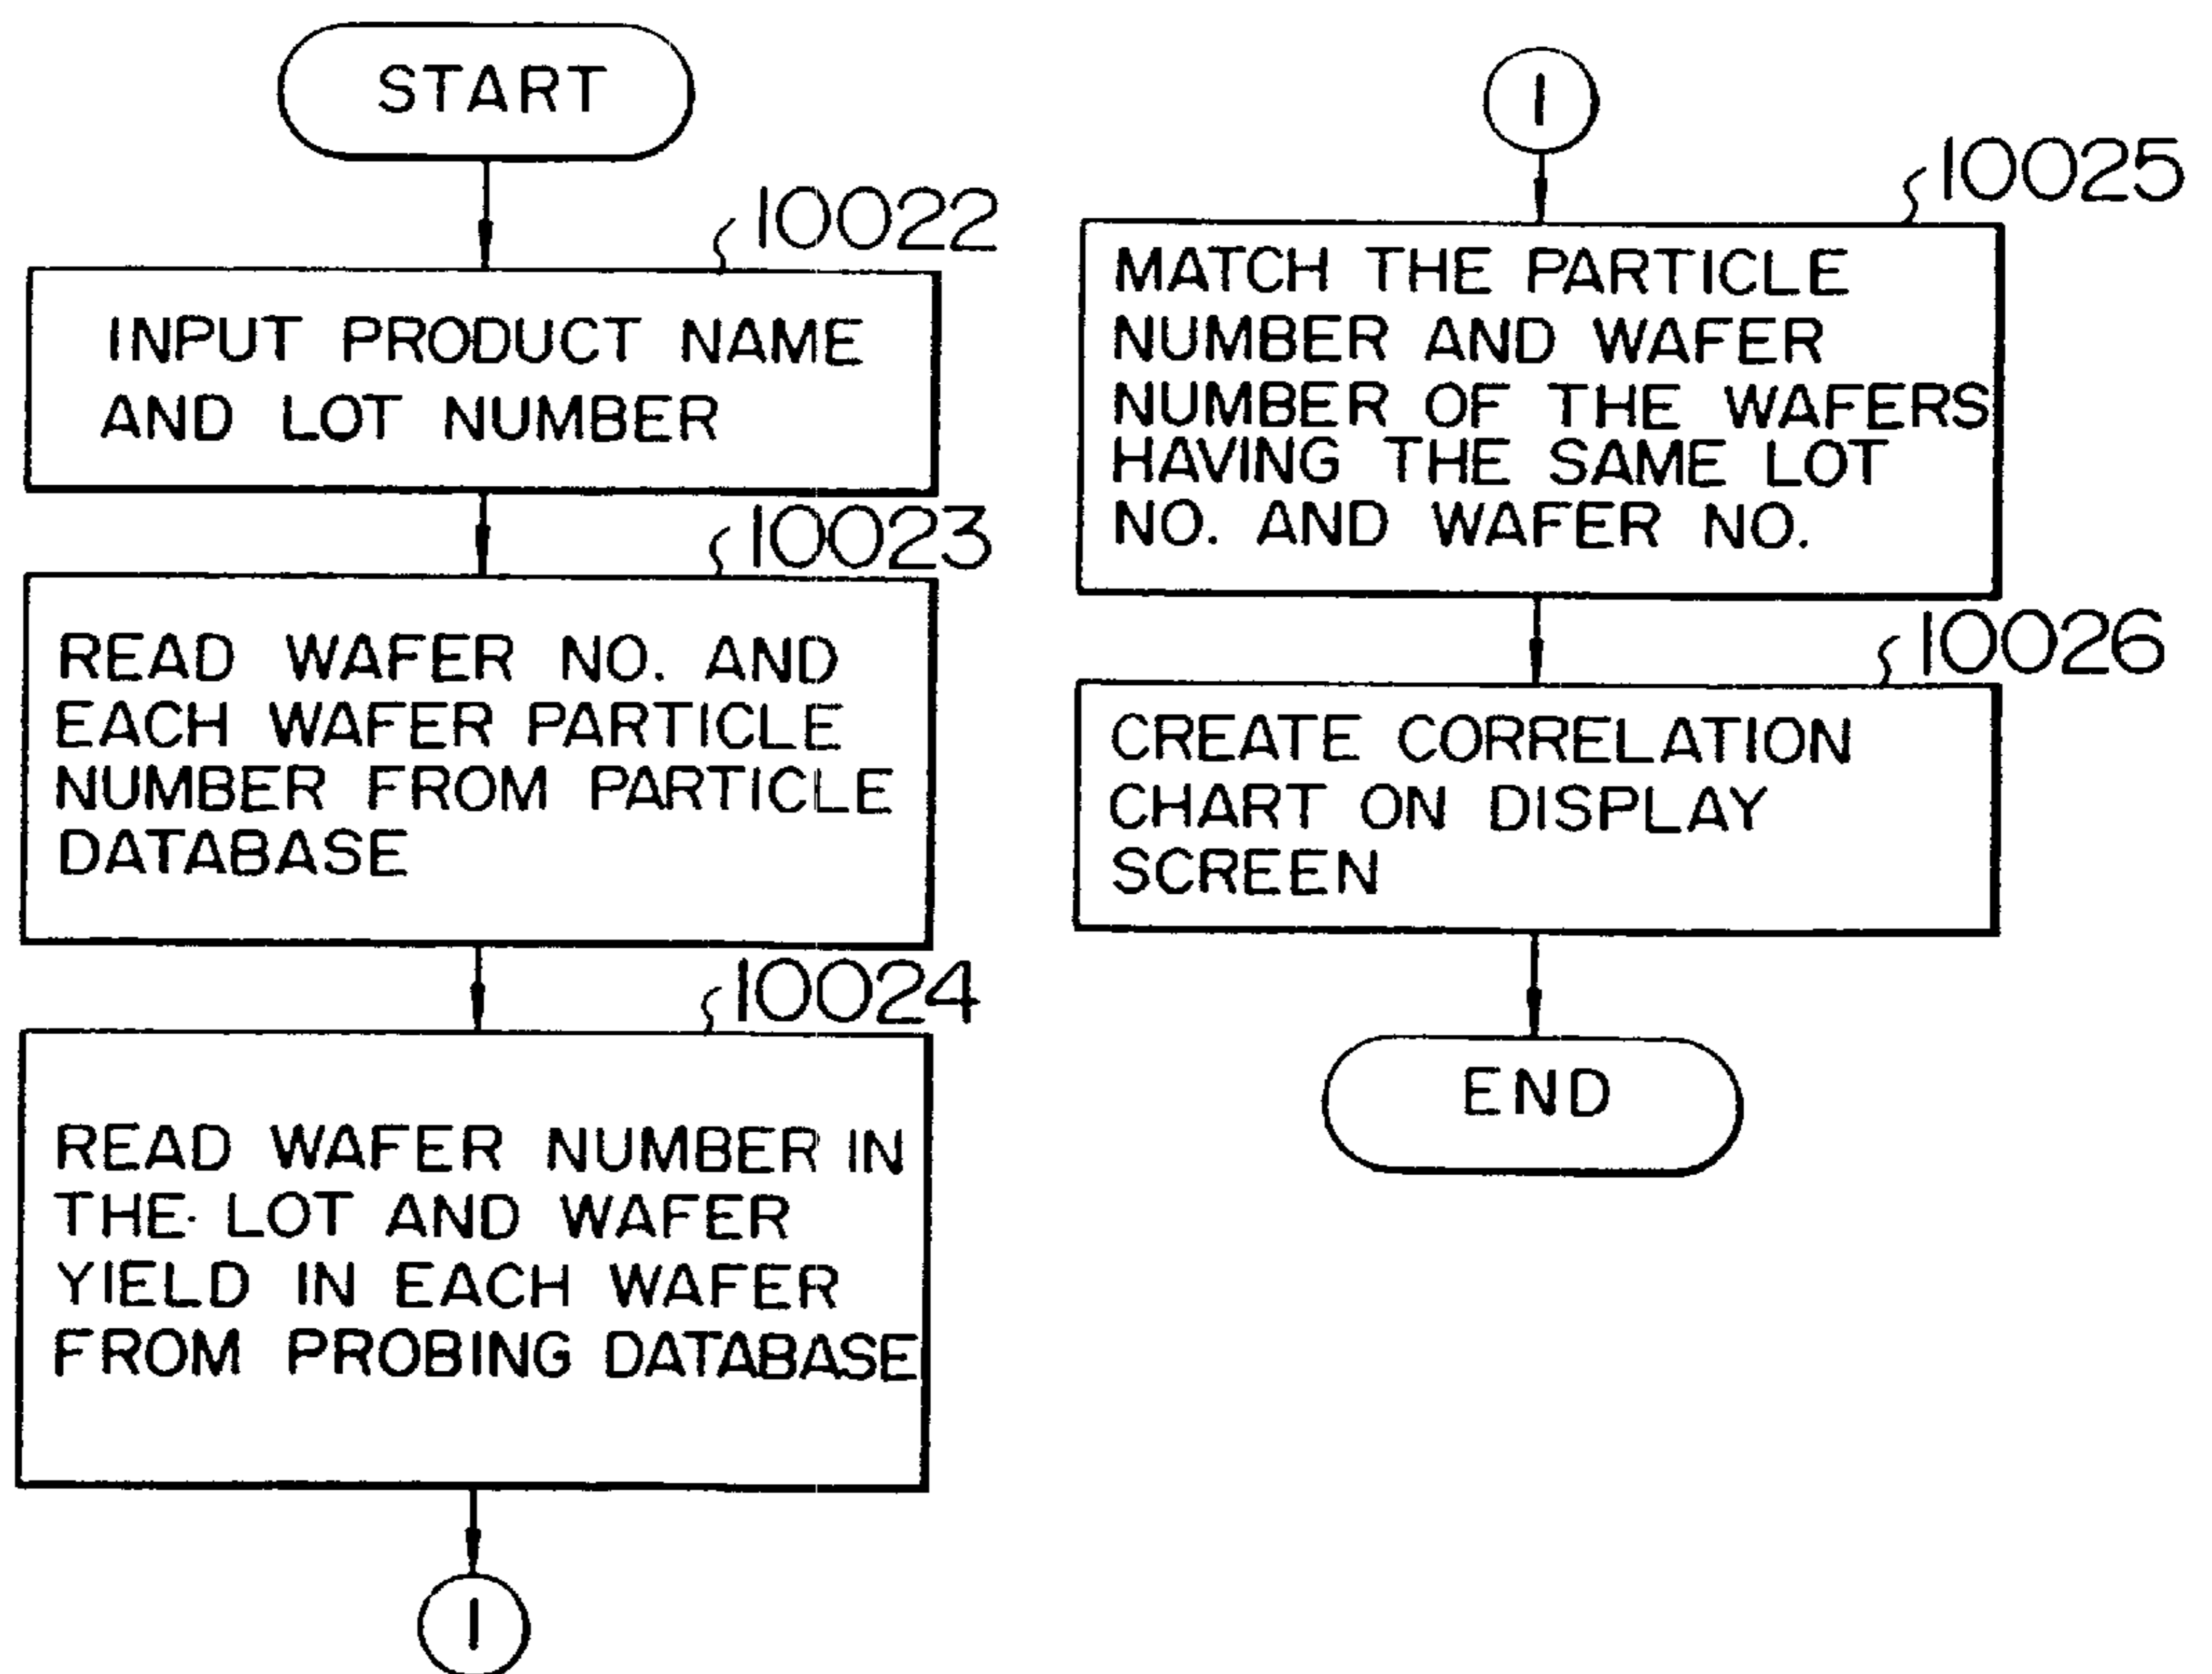 START
10022
INPUT PRODUCT NAME
AND LOT NUMBER
10023
READ WAFER NO. AND
EACH WAFER PARTICLE
NUMBER FROM PARTICLE
DATABASE
10024
READ WAFER NUMBER IN
THE LOT AND WAFER
YIELD IN EACH WAFER
FROM PROBING DATABASE
1
1
10025
MATCH THE PARTICLE
NUMBER AND WAFER
NUMBER OF THE WAFERS
HAVING THE SAME LOT
NO. AND WAFER NO.
10026
CREATE CORRELATION
CHART ON DISPLAY
SCREEN
END